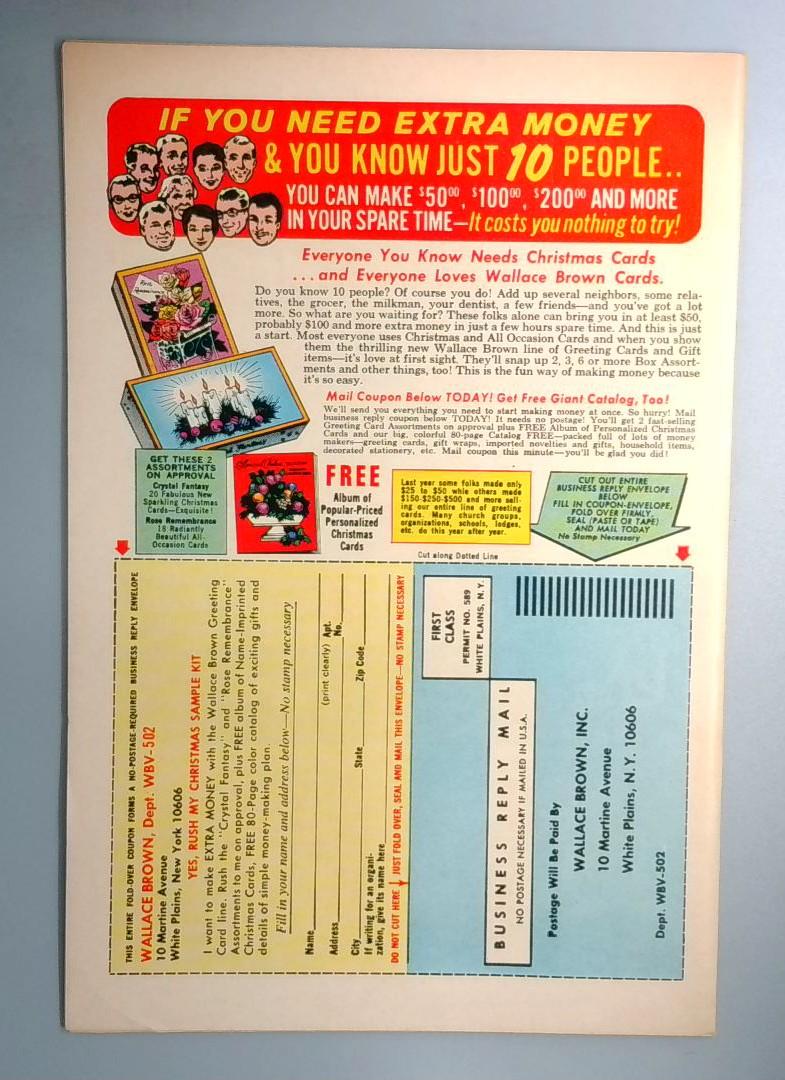 IF YOU NEED EXTRA MONEY
& YOU KNOW JUST 10 PEOPLE..
YOU CAN MAKE $50⁰⁰, $100⁰⁰, $200⁰⁰ AND MORE
IN YOUR SPARE TIME—It costs you nothing to try!
Everyone You Know Needs Christmas Cards
...and Everyone Loves Wallace Brown Cards.
Do you know 10 people? Of course you do! Add up several neighbors, some rela-
tives, the grocer, the milkman, your dentist, a few friends—and you've got a lot
more. So what are you waiting for? These folks alone can bring you in at least $50,
probably $100 and more extra money in just a few hours spare time. And this is just
a start. Most everyone uses Christmas and All Occasion Cards and when you show
them the thrilling new Wallace Brown line of Greeting Cards and Gift
items—it's love at first sight. They'll snap up 2, 3, 6 or more Box Assort-
ments and other things, too! This is the fun way of making money because
it's so easy.
Mail Coupon Below TODAY! Get Free Giant Catalog, Too!
We'll send you everything you need to start making money at once. So hurry! Mail
business reply coupon below TODAY! It needs no postage! You'll get 2 fast-selling
Greeting Card Assortments on approval plus FREE Album of Personalized Christmas
Cards and our big, colorful 80-page Catalog FREE—packed full of lots of money
makers—greeting cards, gift wraps, imported novelties and gifts, household items,
decorated stationery, etc. Mail coupon this minute—you'll be glad you did!
GET THESE 2
ASSORTMENTS
ON APPROVAL
Crystal Fantasy
20 Fabulous New
Sparkling Christmas
Cards—Exquisite!
Rose Remembrance
18 Radiantly
Beautiful All-
Occasion Cards
FREE
Album of
Popular-Priced
Personalized
Christmas
Cards
Last year some folks made only
$25 to $50 while others made
$150-$250-$500 and more sell-
ing our entire line of greeting
cards. Many church groups,
organizations, schools, lodges,
etc. do this year after year.
CUT OUT ENTIRE
BUSINESS REPLY ENVELOPE
BELOW
FILL IN COUPON-ENVELOPE,
FOLD OVER FIRMLY,
SEAL (PASTE OR TAPE)
AND MAIL TODAY
No Stamp Necessary
Cut along Dotted Line
THIS ENTIRE FOLD-OVER COUPON FORMS A NO-POSTAGE-REQUIRED BUSINESS REPLY ENVELOPE
WALLACE BROWN, Dept. WBV-502
10 Martine Avenue
White Plains, New York 10606
YES, RUSH MY CHRISTMAS SAMPLE KIT
I want to make EXTRA MONEY with the Wallace Brown Greeting
Card line. Rush the "Crystal Fantasy" and "Rose Remembrance"
Assortments to me on approval, plus FREE album of Name-Imprinted
Christmas Cards, FREE 80-Page color catalog of exciting gifts and
details of simple money-making plan.
Fill in your name and address below—No stamp necessary
Name
(print clearly)
Address
Apt.
No.
City
State
Zip Code
If writing for an organi-
zation, give its name here
DO NOT CUT HERE JUST FOLD OVER, SEAL AND MAIL THIS ENVELOPE—NO STAMP NECESSARY
FIRST
CLASS
PERMIT NO. 589
WHITE PLAINS, N.Y.
BUSINESS REPLY MAIL
NO POSTAGE NECESSARY IF MAILED IN U.S.A.
Postage Will Be Paid By
WALLACE BROWN, INC.
10 Martine Avenue
White Plains, N.Y. 10606
Dept. WBV-502